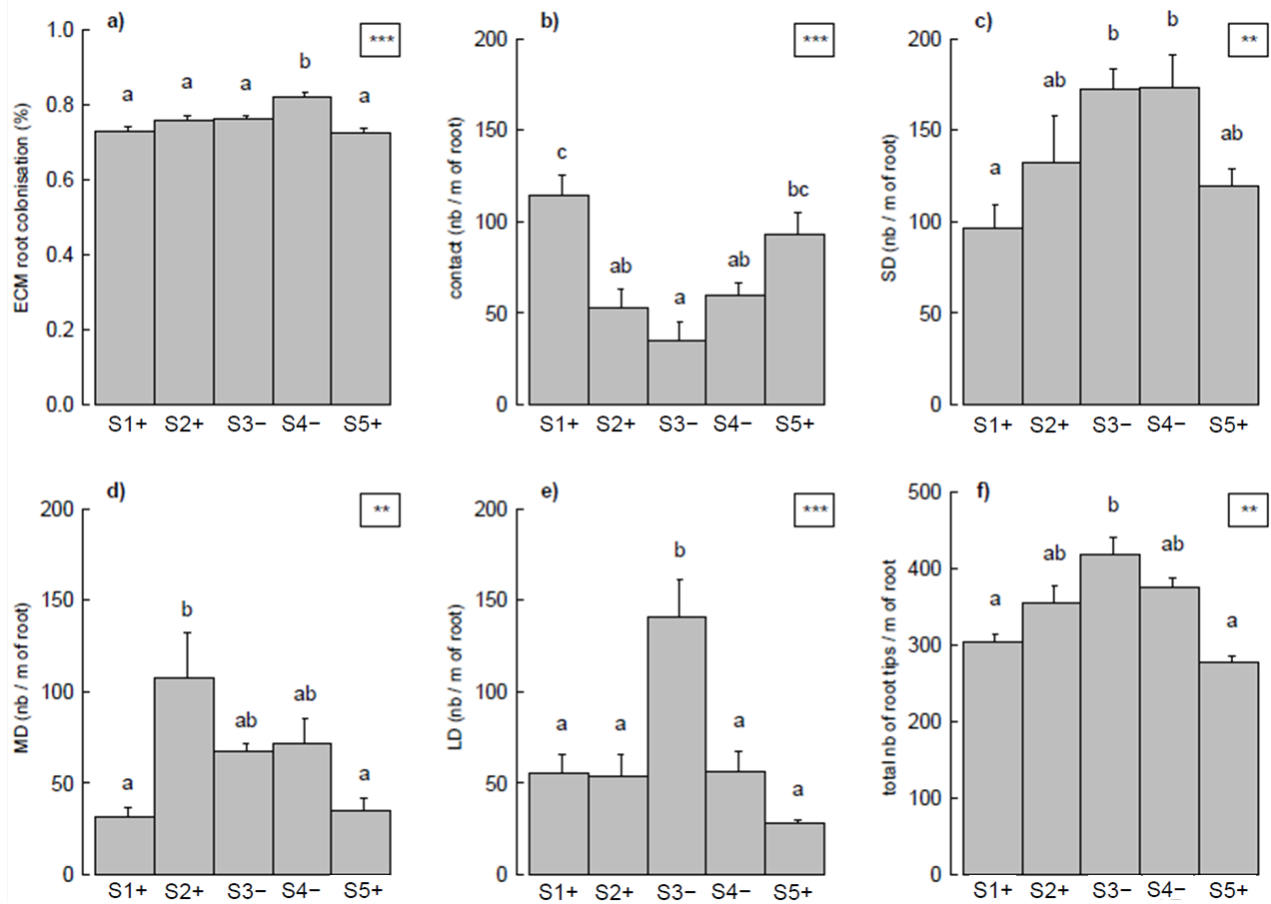 a)
***
ECM root colonisation (%)
1.0
0.8
0.6
0.4
0.2
0.0
a a a b a
S1+ S2+ S3− S4− S5+
b)
***
contact (nb / m of root)
200
150
100
50
0
c ab a ab bc
S1+ S2+ S3− S4− S5+
c)
**
SD (nb / m of root)
200
150
100
50
0
a ab b b ab
S1+ S2+ S3− S4− S5+
d)
**
MD (nb / m of root)
200
150
100
50
0
a b ab ab a
S1+ S2+ S3− S4− S5+
e)
***
LD (nb / m of root)
200
150
100
50
0
a a b a a
S1+ S2+ S3− S4− S5+
f)
**
total nb of root tips / m of root
500
400
300
200
100
0
a ab b ab a
S1+ S2+ S3− S4− S5+